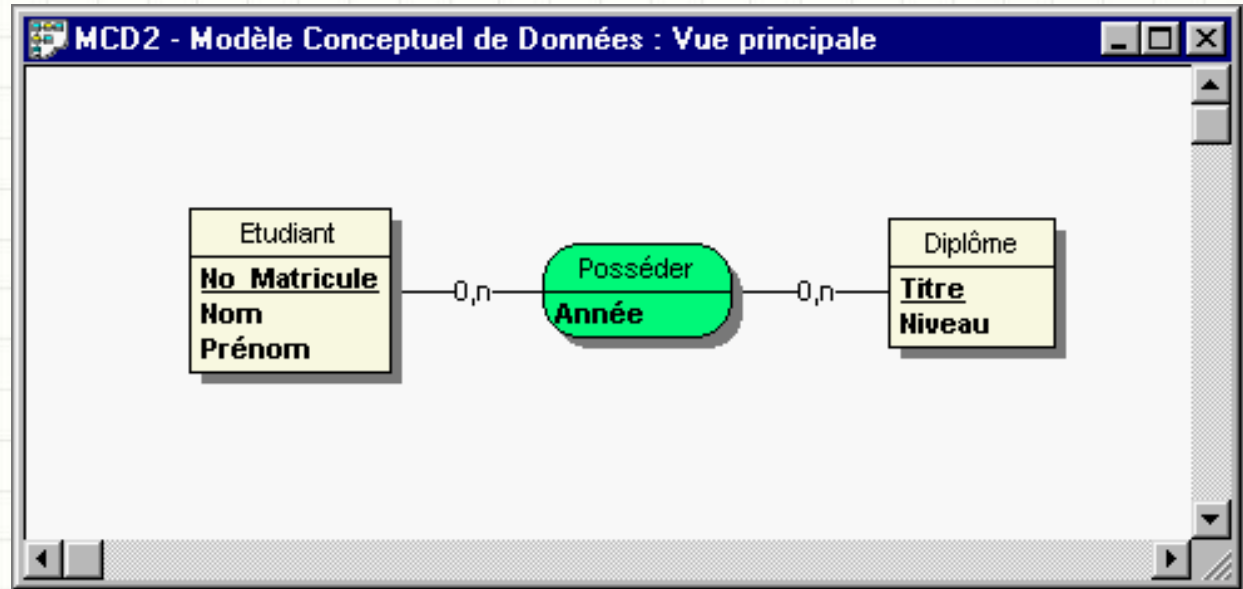 MCD2 - Modèle Conceptuel de Données : Vue principale
Etudiant
No_Matricule
Nom
Prénom
0,n
Posséder
Année
0,n
Diplôme
Titre
Niveau